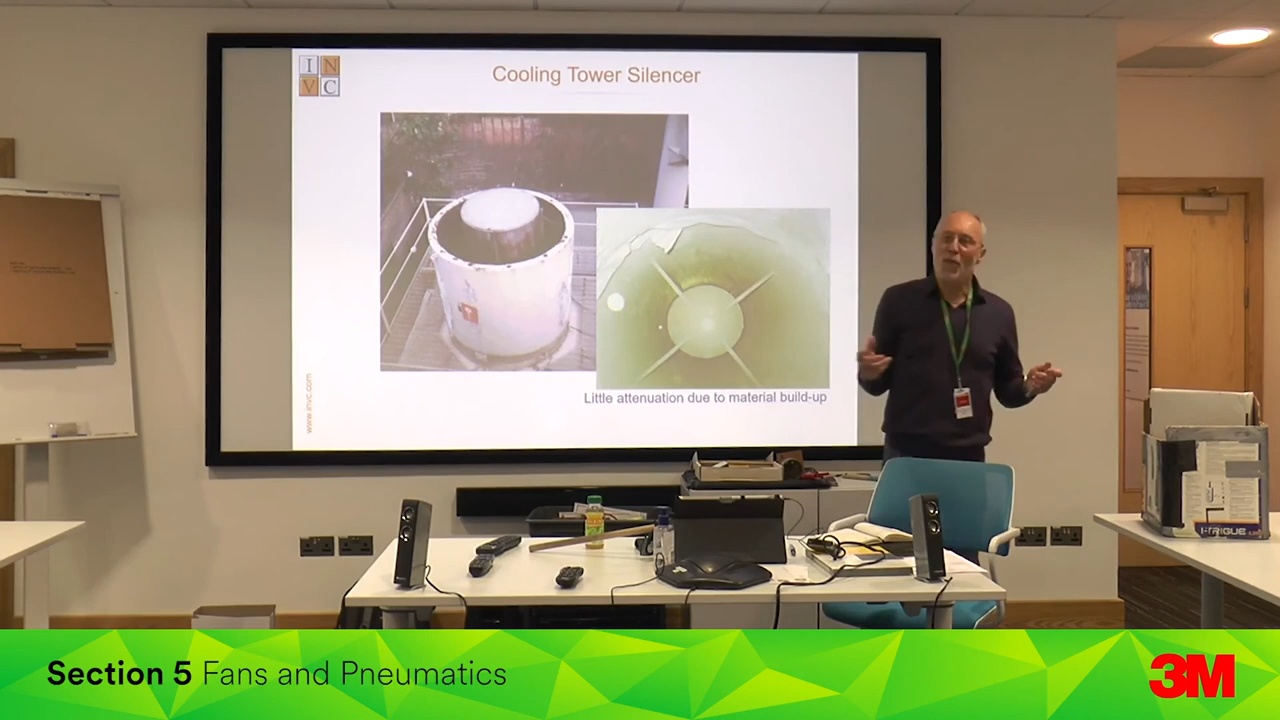 I N
V C
Cooling Tower Silencer
www.invc.com
Little attenuation due to material build-up
I-TRIGUE
Section 5 Fans and Pneumatics
3M